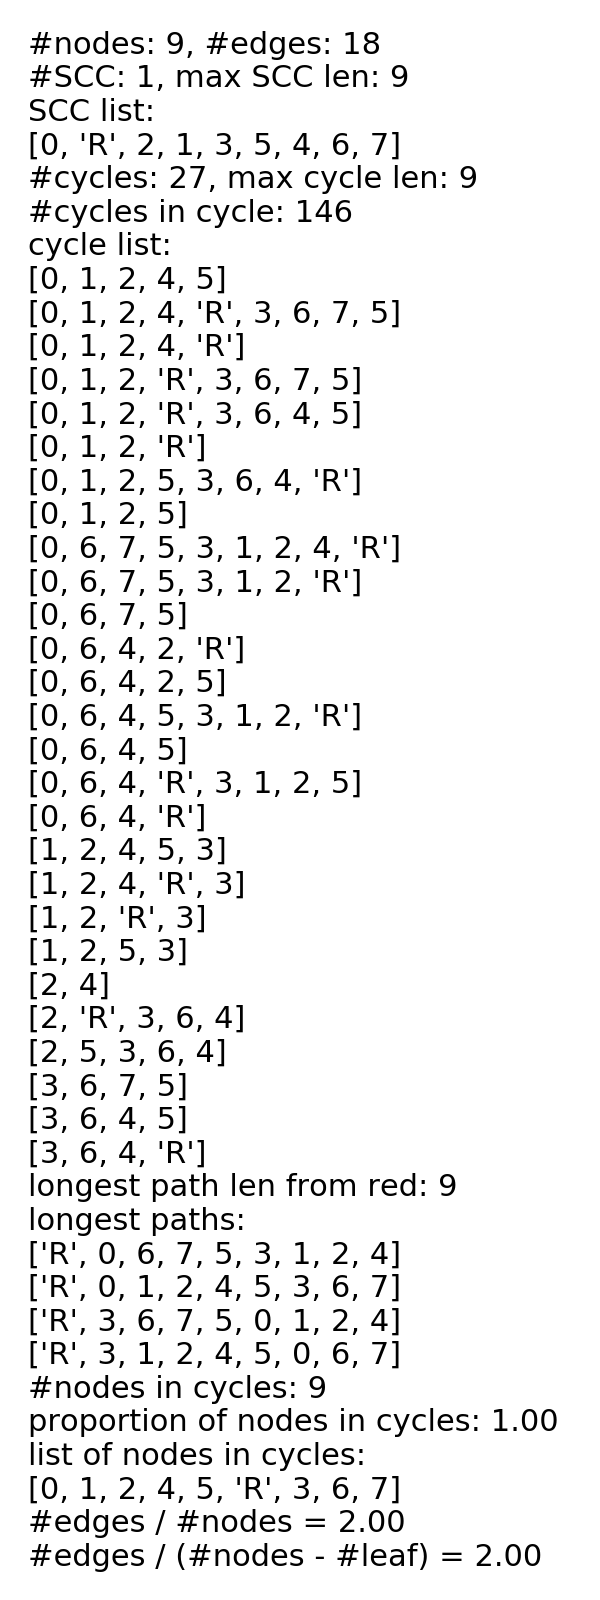 #nodes: 9, #edges: 18
#SCC: 1, max SCC len: 9
SCC list:
[0, 'R', 2, 1, 3, 5, 4, 6, 7]
#cycles: 27, max cycle len: 9
#cycles in cycle: 146
cycle list:
[0, 1, 2, 4, 5]
[0, 1, 2, 4, 'R', 3, 6, 7, 5]
[0, 1, 2, 4, 'R']
[0, 1, 2, 'R', 3, 6, 7, 5]
[0, 1, 2, 'R', 3, 6, 4, 5]
[0, 1, 2, 'R']
[0, 1, 2, 5, 3, 6, 4, 'R']
[0, 1, 2, 5]
[0, 6, 7, 5, 3, 1, 2, 4, 'R']
[0, 6, 7, 5, 3, 1, 2, 'R']
[0, 6, 7, 5]
[0, 6, 4, 2, 'R']
[0, 6, 4, 2, 5]
[0, 6, 4, 5, 3, 1, 2, 'R']
[0, 6, 4, 5]
[0, 6, 4, 'R', 3, 1, 2, 5]
[0, 6, 4, 'R']
[1, 2, 4, 5, 3]
[1, 2, 4, 'R', 3]
[1, 2, 'R', 3]
[1, 2, 5, 3]
[2, 4]
[2, 'R', 3, 6, 4]
[2, 5, 3, 6, 4]
[3, 6, 7, 5]
[3, 6, 4, 5]
[3, 6, 4, 'R']
longest path len from red: 9
longest paths:
['R', 0, 6, 7, 5, 3, 1, 2, 4]
['R', 0, 1, 2, 4, 5, 3, 6, 7]
['R', 3, 6, 7, 5, 0, 1, 2, 4]
['R', 3, 1, 2, 4, 5, 0, 6, 7]
#nodes in cycles: 9
proportion of nodes in cycles: 1.00
list of nodes in cycles:
[0, 1, 2, 4, 5, 'R', 3, 6, 7]
#edges / #nodes = 2.00
#edges / (#nodes - #leaf) = 2.00